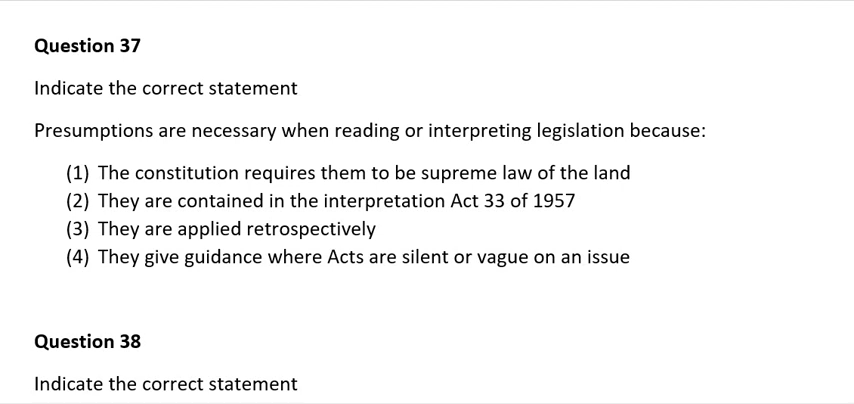 Question 37
Indicate the correct statement
Presumptions are necessary when reading or interpreting legislation because:
(1) The constitution requires them to be supreme law of the land
(2) They are contained in the interpretation Act 33 of 1957
(3) They are applied retrospectively
(4) They give guidance where Acts are silent or vague on an issue
Question 38
Indicate the correct statement